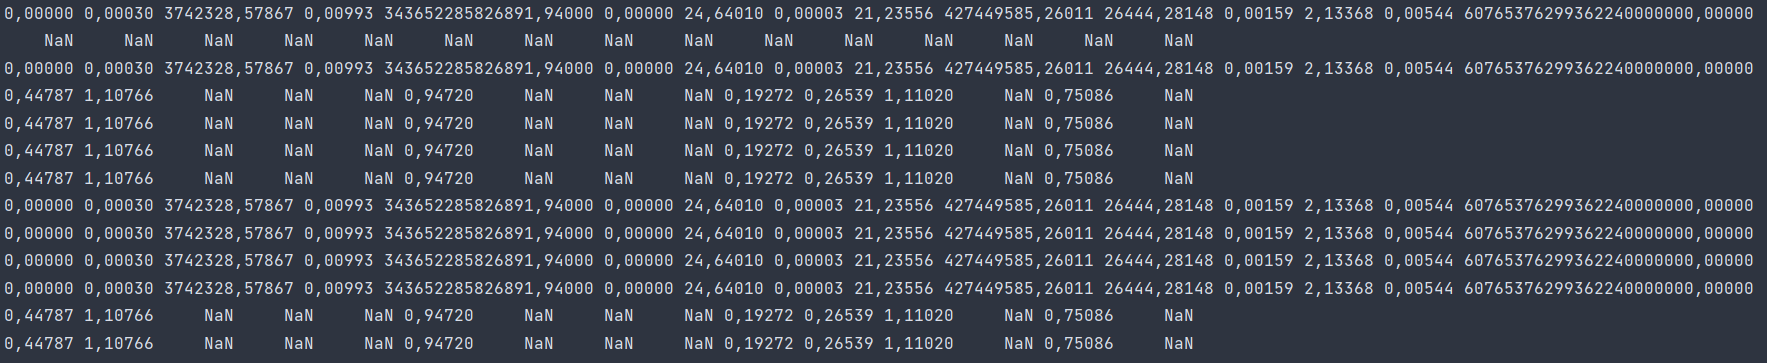 0,00000 0,00030 3742328,57867 0,00993 343652285826891,94000 0,00000 24,64010 0,00003 21,23556 427449585,26011 26444,28148 0,00159 2,13368 0,00544 60765376299362240000000,00000
NaN NaN NaN NaN NaN NaN NaN NaN NaN NaN NaN NaN NaN NaN NaN
0,00000 0,00030 3742328,57867 0,00993 343652285826891,94000 0,00000 24,64010 0,00003 21,23556 427449585,26011 26444,28148 0,00159 2,13368 0,00544 60765376299362240000000,00000
0,44787 1,10766 NaN NaN NaN 0,94720 NaN NaN NaN 0,19272 0,26539 1,11020 NaN 0,75086 NaN
0,44787 1,10766 NaN NaN NaN 0,94720 NaN NaN NaN 0,19272 0,26539 1,11020 NaN 0,75086 NaN
0,44787 1,10766 NaN NaN NaN 0,94720 NaN NaN NaN 0,19272 0,26539 1,11020 NaN 0,75086 NaN
0,44787 1,10766 NaN NaN NaN 0,94720 NaN NaN NaN 0,19272 0,26539 1,11020 NaN 0,75086 NaN
0,00000 0,00030 3742328,57867 0,00993 343652285826891,94000 0,00000 24,64010 0,00003 21,23556 427449585,26011 26444,28148 0,00159 2,13368 0,00544 60765376299362240000000,00000
0,00000 0,00030 3742328,57867 0,00993 343652285826891,94000 0,00000 24,64010 0,00003 21,23556 427449585,26011 26444,28148 0,00159 2,13368 0,00544 60765376299362240000000,00000
0,00000 0,00030 3742328,57867 0,00993 343652285826891,94000 0,00000 24,64010 0,00003 21,23556 427449585,26011 26444,28148 0,00159 2,13368 0,00544 60765376299362240000000,00000
0,00000 0,00030 3742328,57867 0,00993 343652285826891,94000 0,00000 24,64010 0,00003 21,23556 427449585,26011 26444,28148 0,00159 2,13368 0,00544 60765376299362240000000,00000
0,44787 1,10766 NaN NaN NaN 0,94720 NaN NaN NaN 0,19272 0,26539 1,11020 NaN 0,75086 NaN
0,44787 1,10766 NaN NaN NaN 0,94720 NaN NaN NaN 0,19272 0,26539 1,11020 NaN 0,75086 NaN